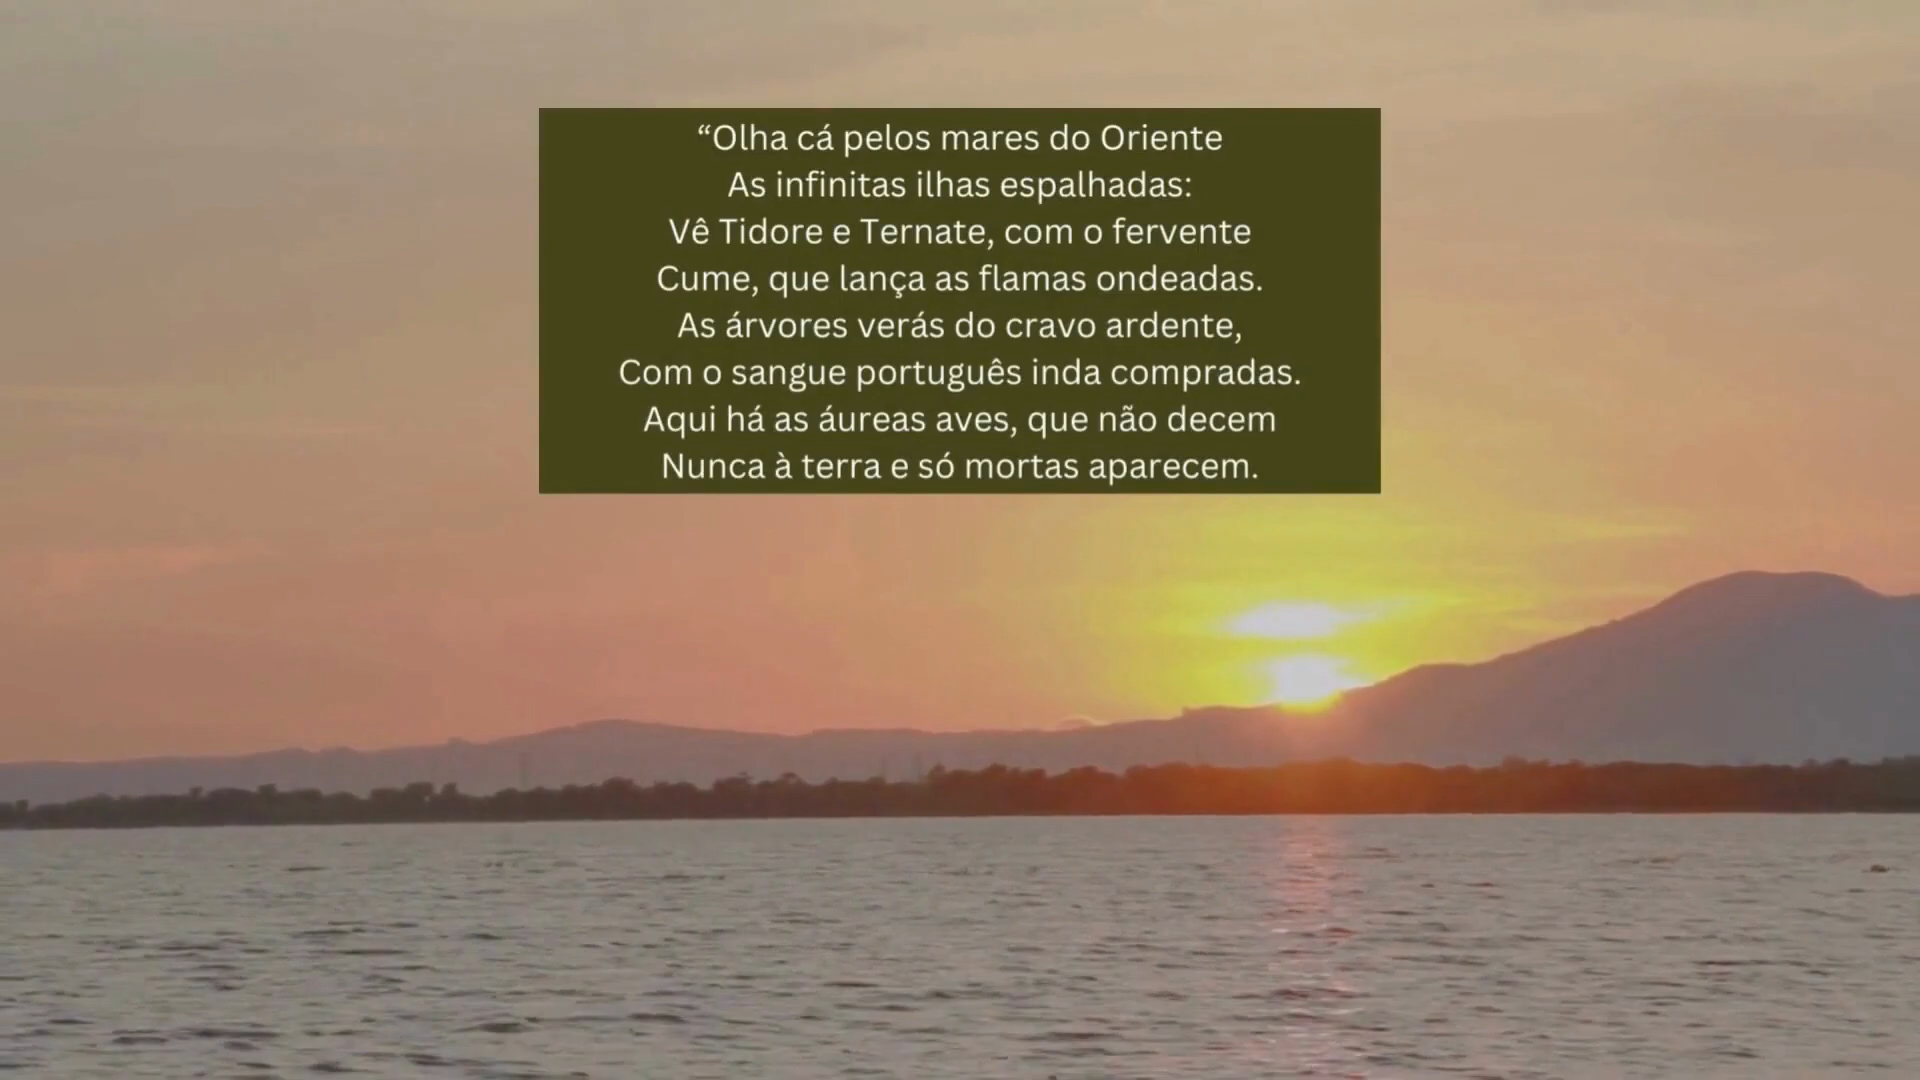 “Olha cá pelos mares do Oriente
As infinitas ilhas espalhadas:
Vê Tidore e Ternate, com o fervente
Cume, que lança as flamas ondeadas.
As árvores verás do cravo ardente,
Com o sangue português inda compradas.
Aqui há as áureas aves, que não decem
Nunca à terra e só mortas aparecem.